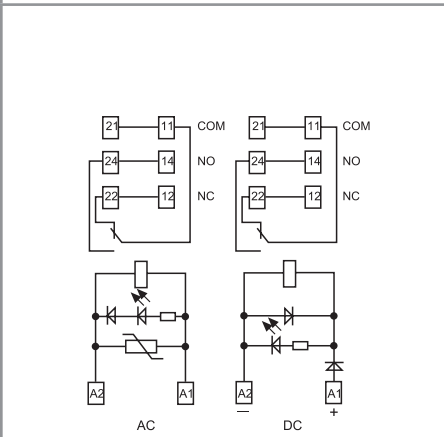 21 11 COM 21 11 COM
24 14 NO 24 14 NO
22 12 NC 22 12 NC
A2 A1 A2 A1
— +
AC DC